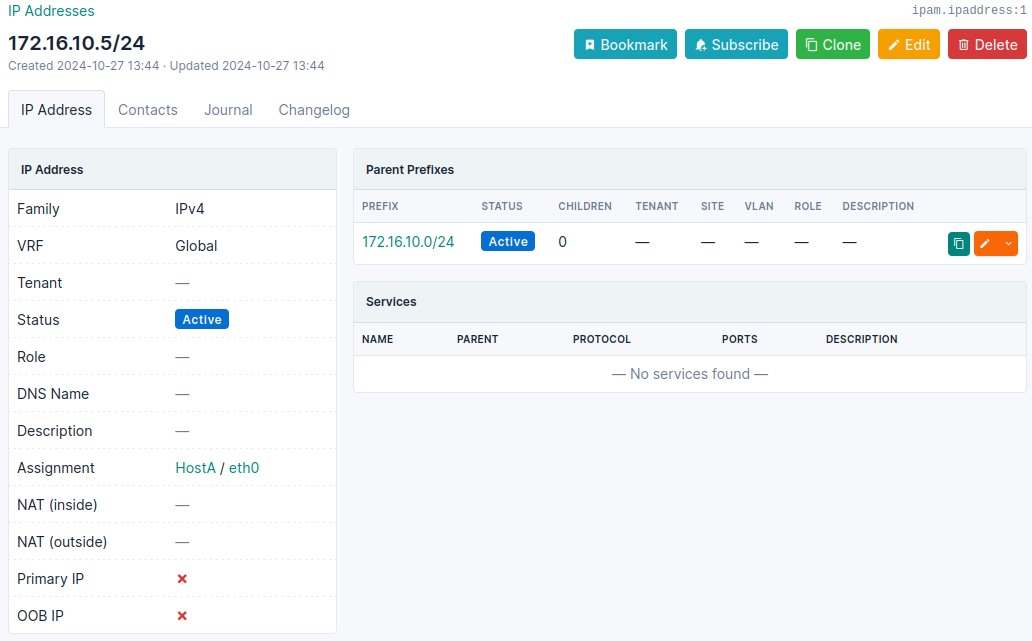 IP Addresses
ipam.ipaddress:1
172.16.10.5/24
Created 2024-10-27 13:44 · Updated 2024-10-27 13:44
Bookmark Subscribe Clone Edit Delete
IP Address Contacts Journal Changelog
IP Address
Family IPv4
VRF Global
Tenant —
Status Active
Role —
DNS Name —
Description —
Assignment HostA / eth0
NAT (inside) —
NAT (outside) —
Primary IP
OOB IP
Parent Prefixes
PREFIX STATUS CHILDREN TENANT SITE VLAN ROLE DESCRIPTION
172.16.10.0/24 Active 0 — — — — —
Services
NAME PARENT PROTOCOL PORTS DESCRIPTION
— No services found —